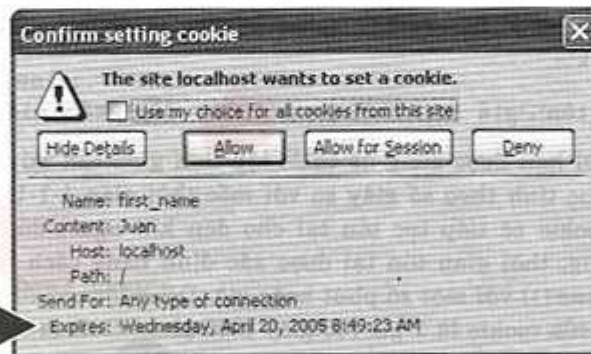 Confirm setting cookie
The site localhost wants to set a cookie.
Use my choice for all cookies from this site
Hide Details Allow Allow for Session Deny
Name: first_name
Content: Juan
Host: localhost
Path: /
Send For: Any type of connection
Expires: Wednesday, April 20, 2005 8:49:23 AM